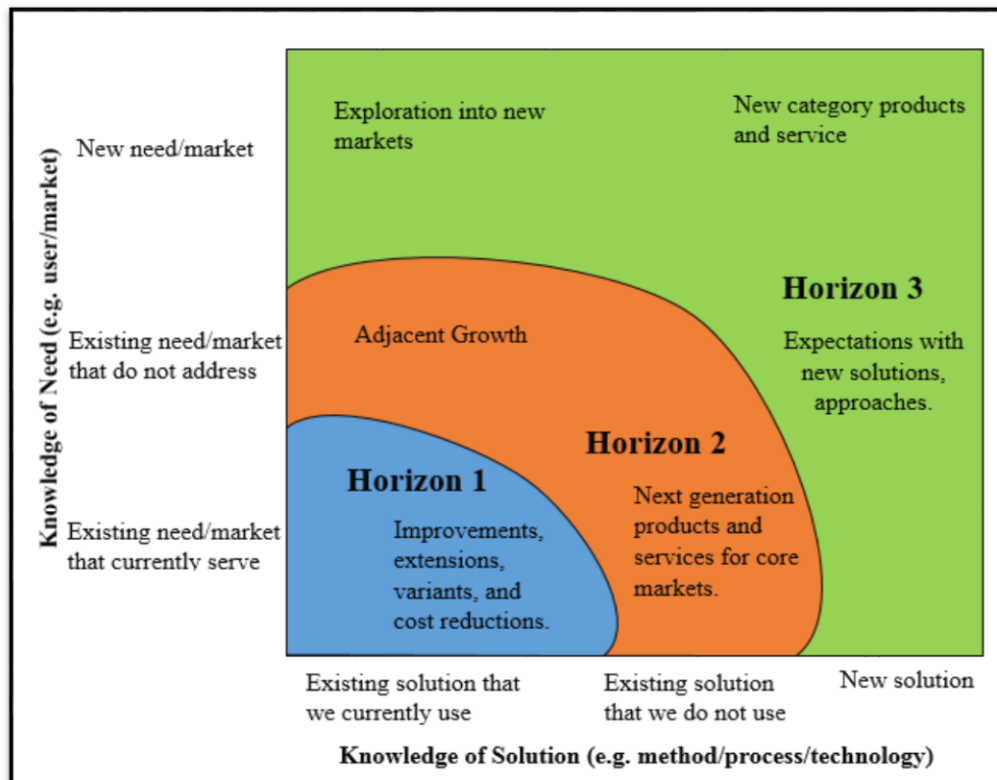 Knowledge of Need (e.g. user/market)
New need/market
Existing need/market
that do not address
Existing need/market
that currently serve
Exploration into new
markets
New category products
and service
Horizon 3
Expectations with
new solutions,
approaches.
Adjacent Growth
Horizon 2
Next generation
products and
services for core
markets.
Horizon 1
Improvements,
extensions,
variants, and
cost reductions.
Existing solution that
we currently use
Existing solution
that we do not use
New solution
Knowledge of Solution (e.g. method/process/technology)